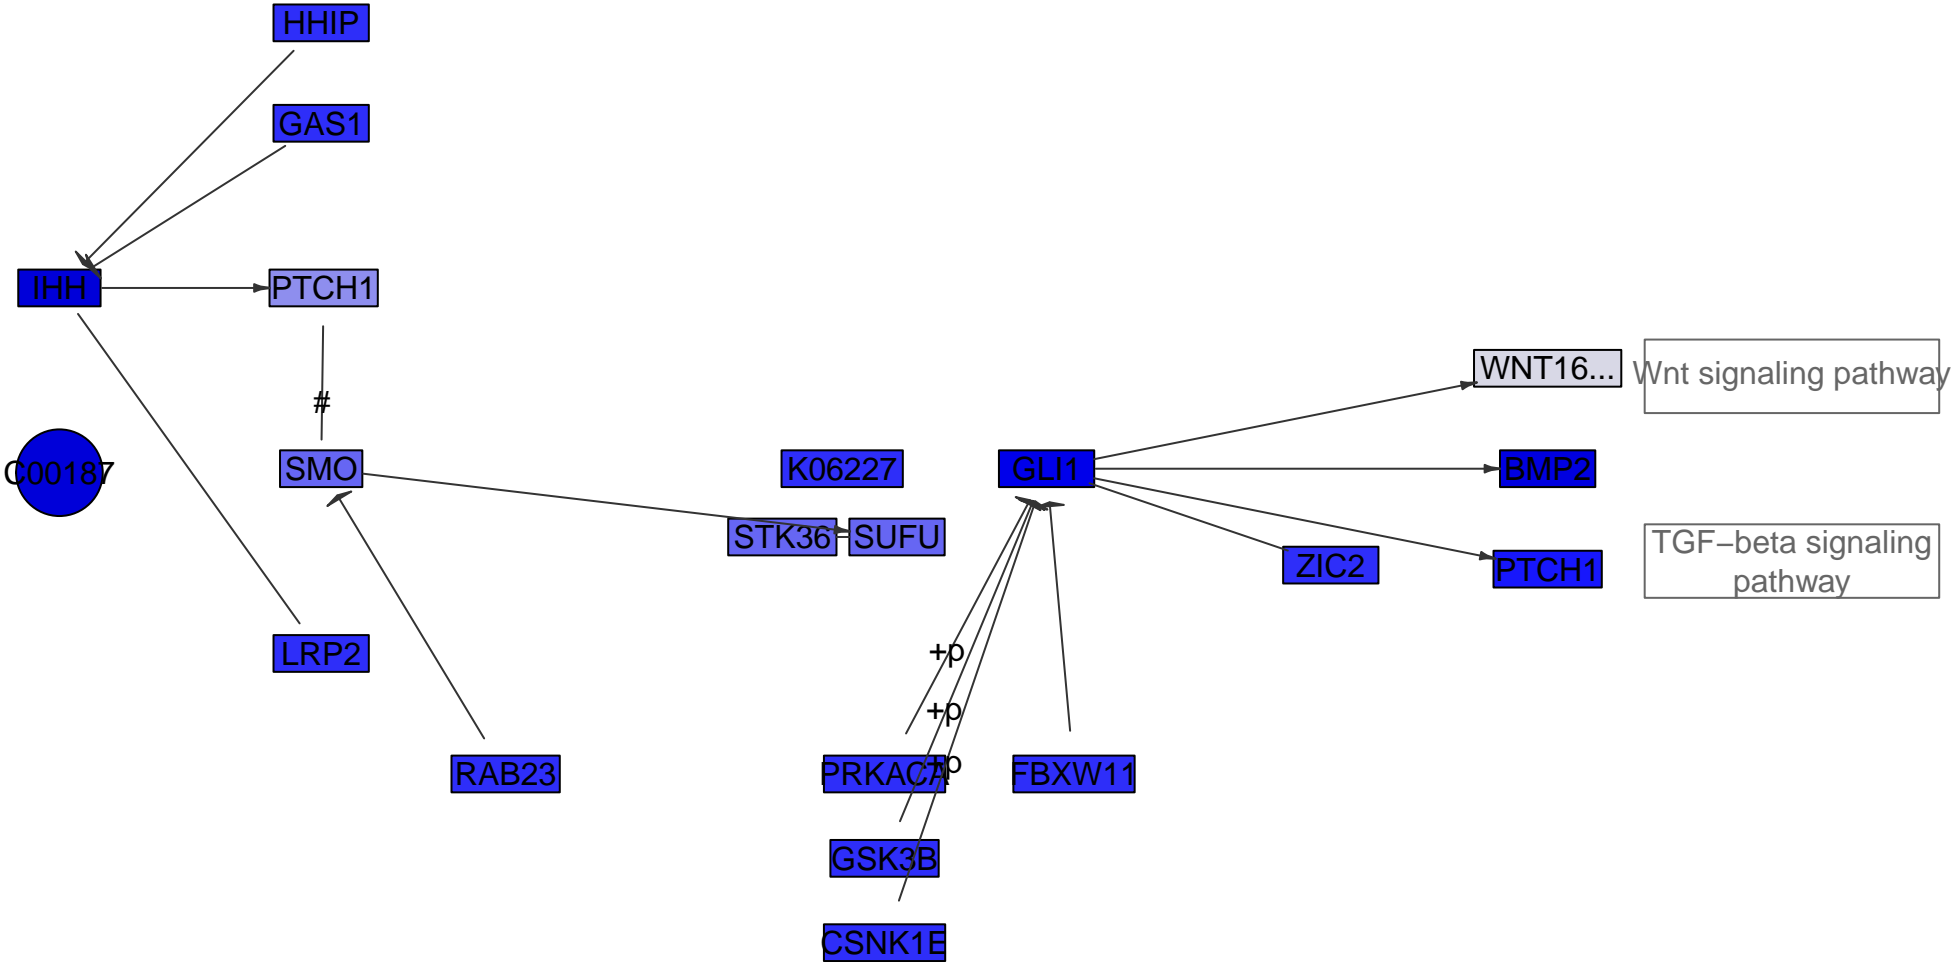 HHIP
GAS1
IHH
PTCH1
#
WNT16...
Wnt signaling pathway
C00187
SMO
K06227
GLI1
BMP2
STK36
SUFU
ZIC2
PTCH1
TGF−beta signaling
pathway
LRP2
+p
+p
+p
RAB23
PRKACA
FBXW11
GSK3B
CSNK1E